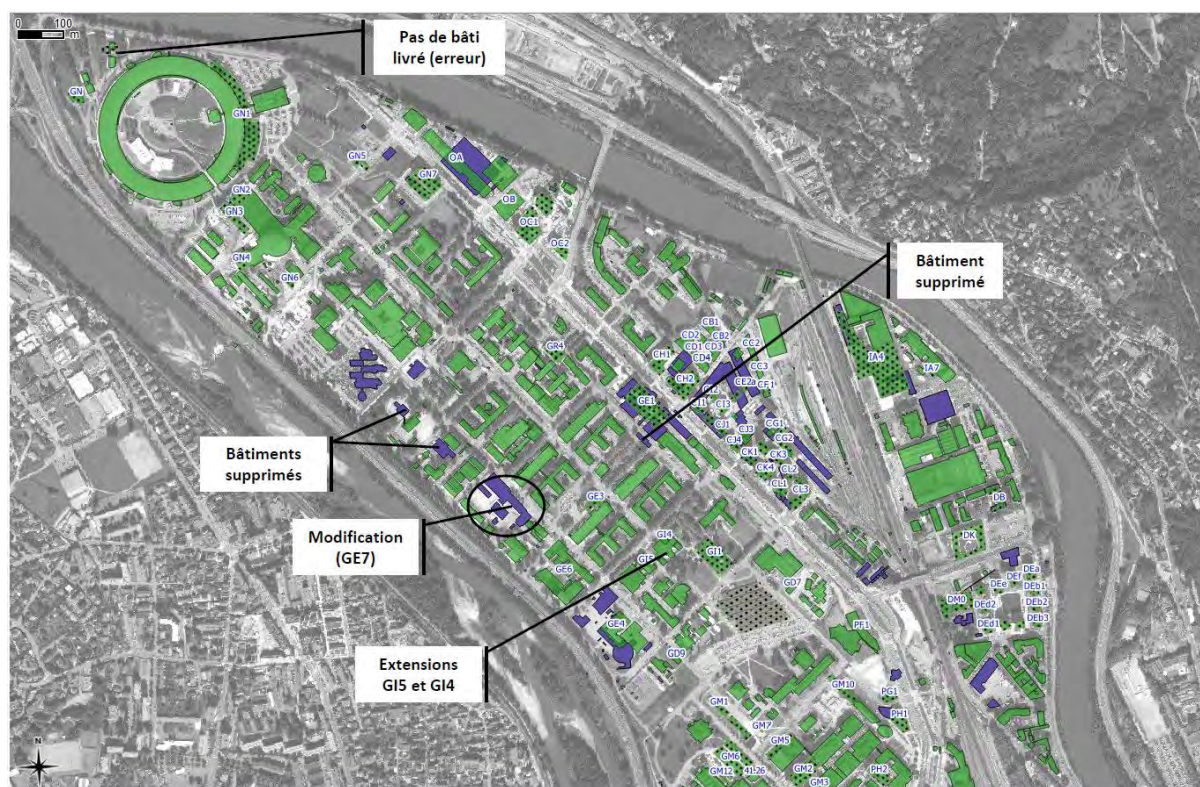 0 100
m
Pas de bâti
livré (erreur)
GN
GN1
GN5
OA
GN7
GN2
OB
GN3
OC1
OC2
GN4
GN6
Bâtiment
supprimé
CB1
CD2
CB2
CD1 CD3
CC2
CH1
CD4
GR4
CC3
IA4
IA7
CH2
CE2a
CF1
GE1
CI1
CI3
CJ1
CJ3
CG1
CJ4
CG2
CK1
CK3
CK4
CL2
CL1
CL3
Bâtiments
supprimés
GE3
DB
Modification
(GE7)
GI4
DK
GI5
GI1
GE6
GD7
DEa
DEf
DEe
DEb1
DM0
DEd2
DEb2
DEb3
DEd1
GE4
PF1
GD9
Extensions
GI5 et GI4
GM10
PG1
GM1
PH1
GM7
GM5
N
GM6
GM12
41.26
GM2
PH2
GM3